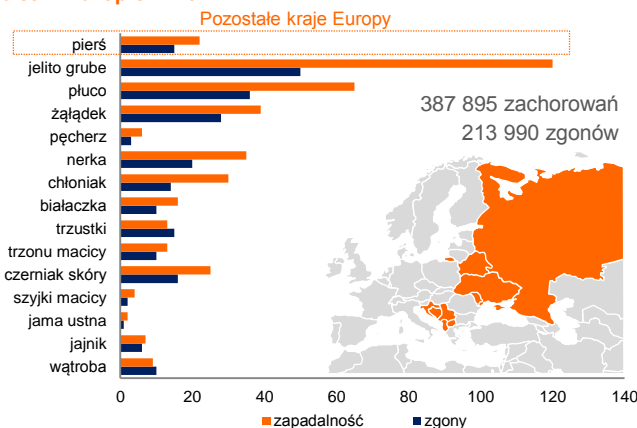 Pozostałe kraje Europy
pierś
jelito grube
płuco
żąłądek
pęcherz
nerka
chłoniak
białaczka
trzustki
trzonu macicy
czerniak skóry
szyjki macicy
jama ustna
jajnik
wątroba
387 895 zachorowań
213 990 zgonów
0 20 40 60 80 100 120 140
zapadalność zgony